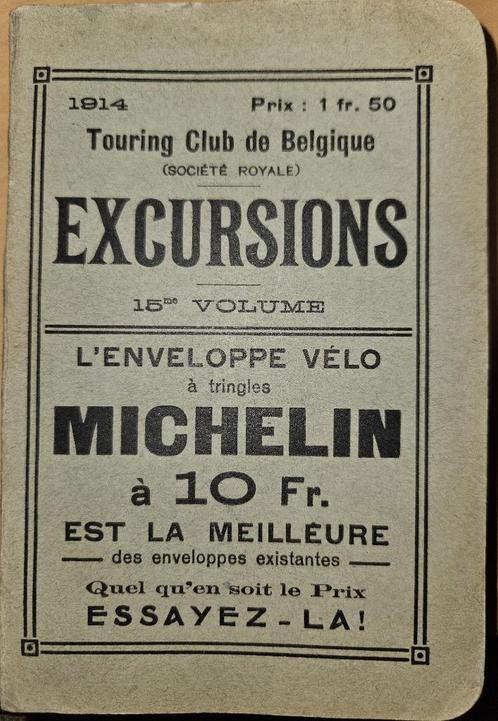 1914 Prix : 1 fr. 50
Touring Club de Belgique
(SOCIÉTÉ ROYALE)
EXCURSIONS
15me VOLUME
L'ENVELOPPE VÉLO
à tringles
MICHELIN
à 10 Fr.
EST LA MEILLEURE
des enveloppes existantes
Quel qu'en soit le Prix
ESSAYEZ-LA!